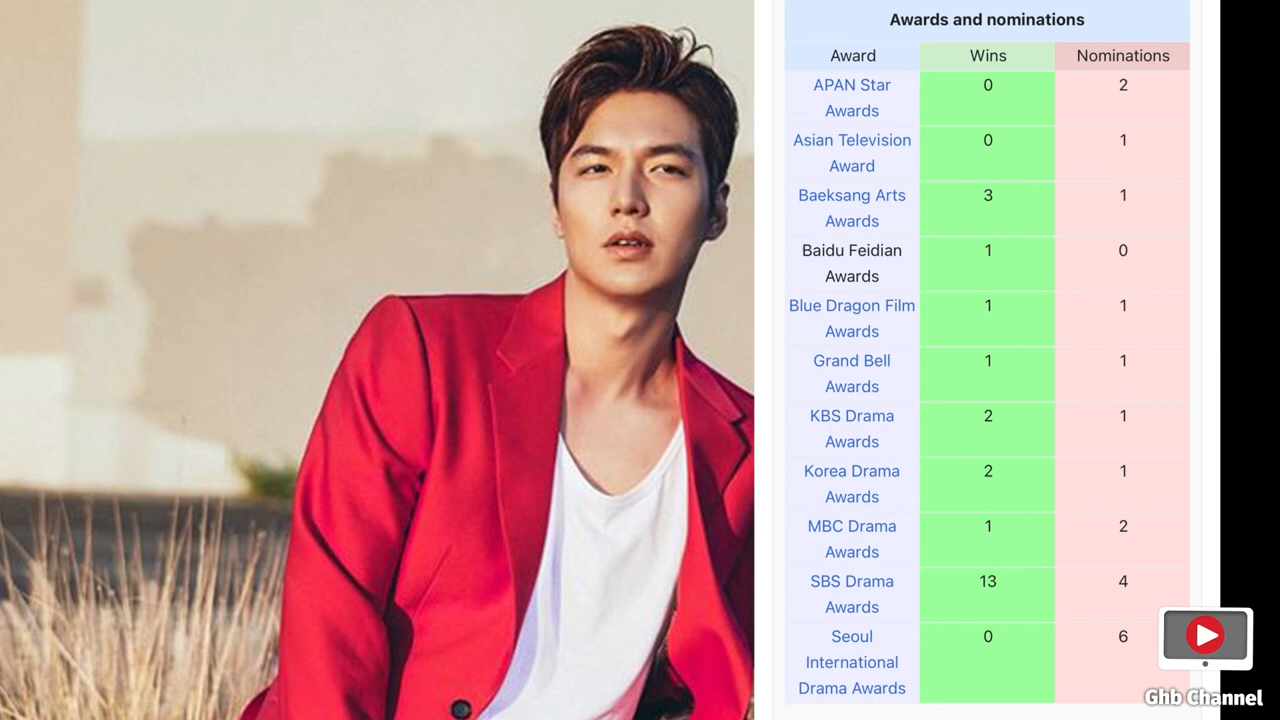 Awards and nominations
Award Wins Nominations
APAN Star 0 2
Awards
Asian Television 0 1
Award
Baeksang Arts 3 1
Awards
Baidu Feidian 1 0
Awards
Blue Dragon Film 1 1
Awards
Grand Bell 1 1
Awards
KBS Drama 2 1
Awards
Korea Drama 2 1
Awards
MBC Drama 1 2
Awards
SBS Drama 13 4
Awards
Seoul 0 6
International
Drama Awards
Ghb Channel